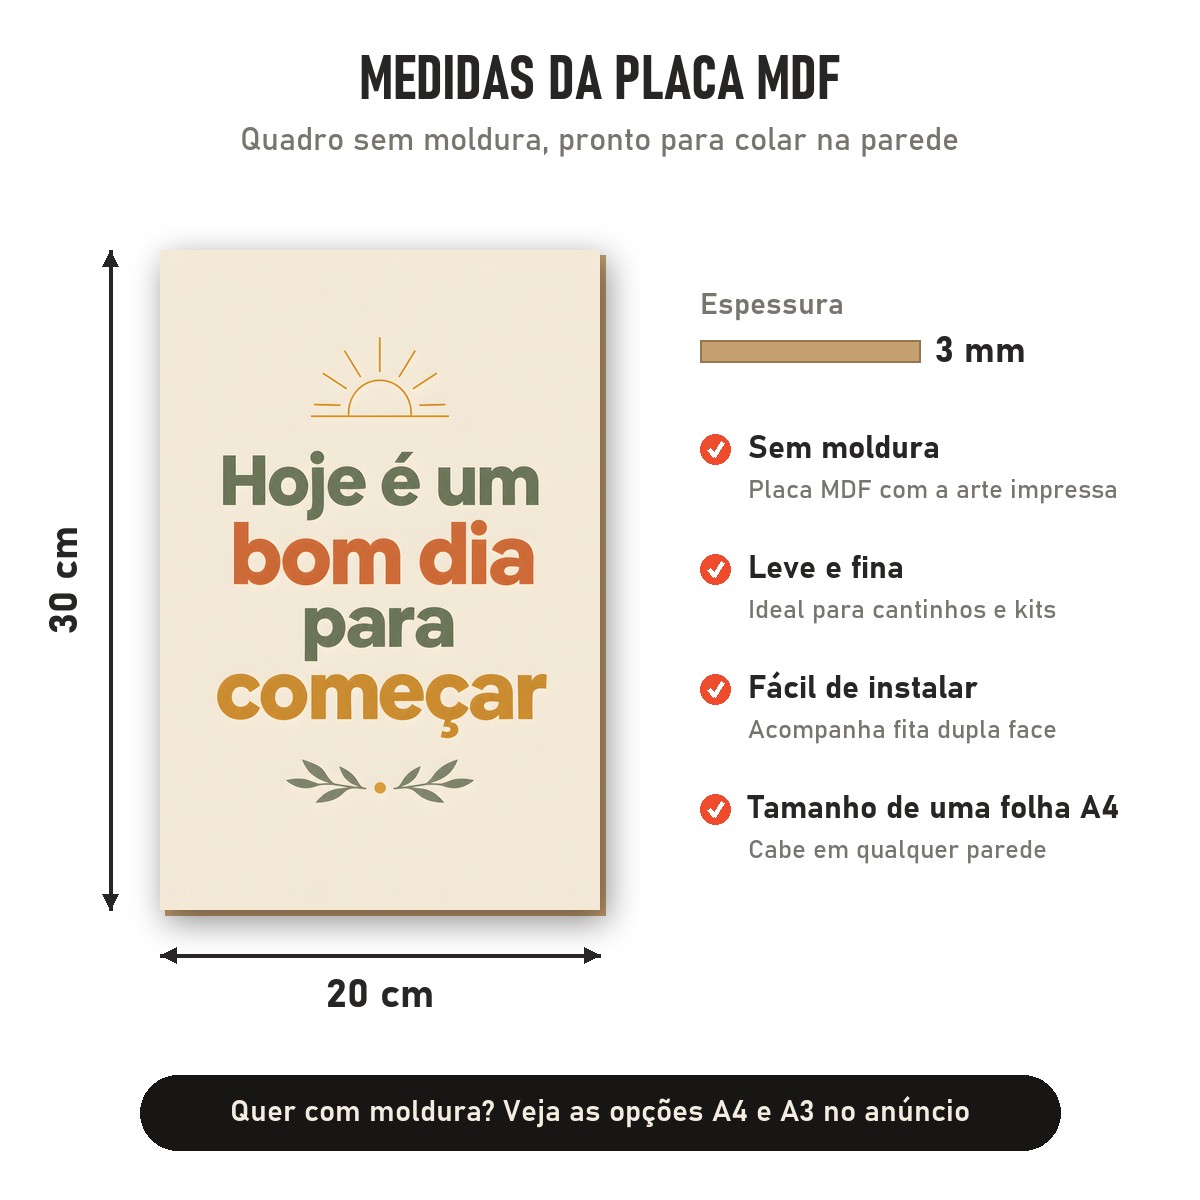 MEDIDAS DA PLACA MDF
Quadro sem moldura, pronto para colar na parede
30 cm
Hoje é um
bom dia
para
começar
20 cm
Espessura
3 mm
Sem moldura
Placa MDF com a arte impressa
Leve e fina
Ideal para cantinhos e kits
Fácil de instalar
Acompanha fita dupla face
Tamanho de uma folha A4
Cabe em qualquer parede
Quer com moldura? Veja as opções A4 e A3 no anúncio